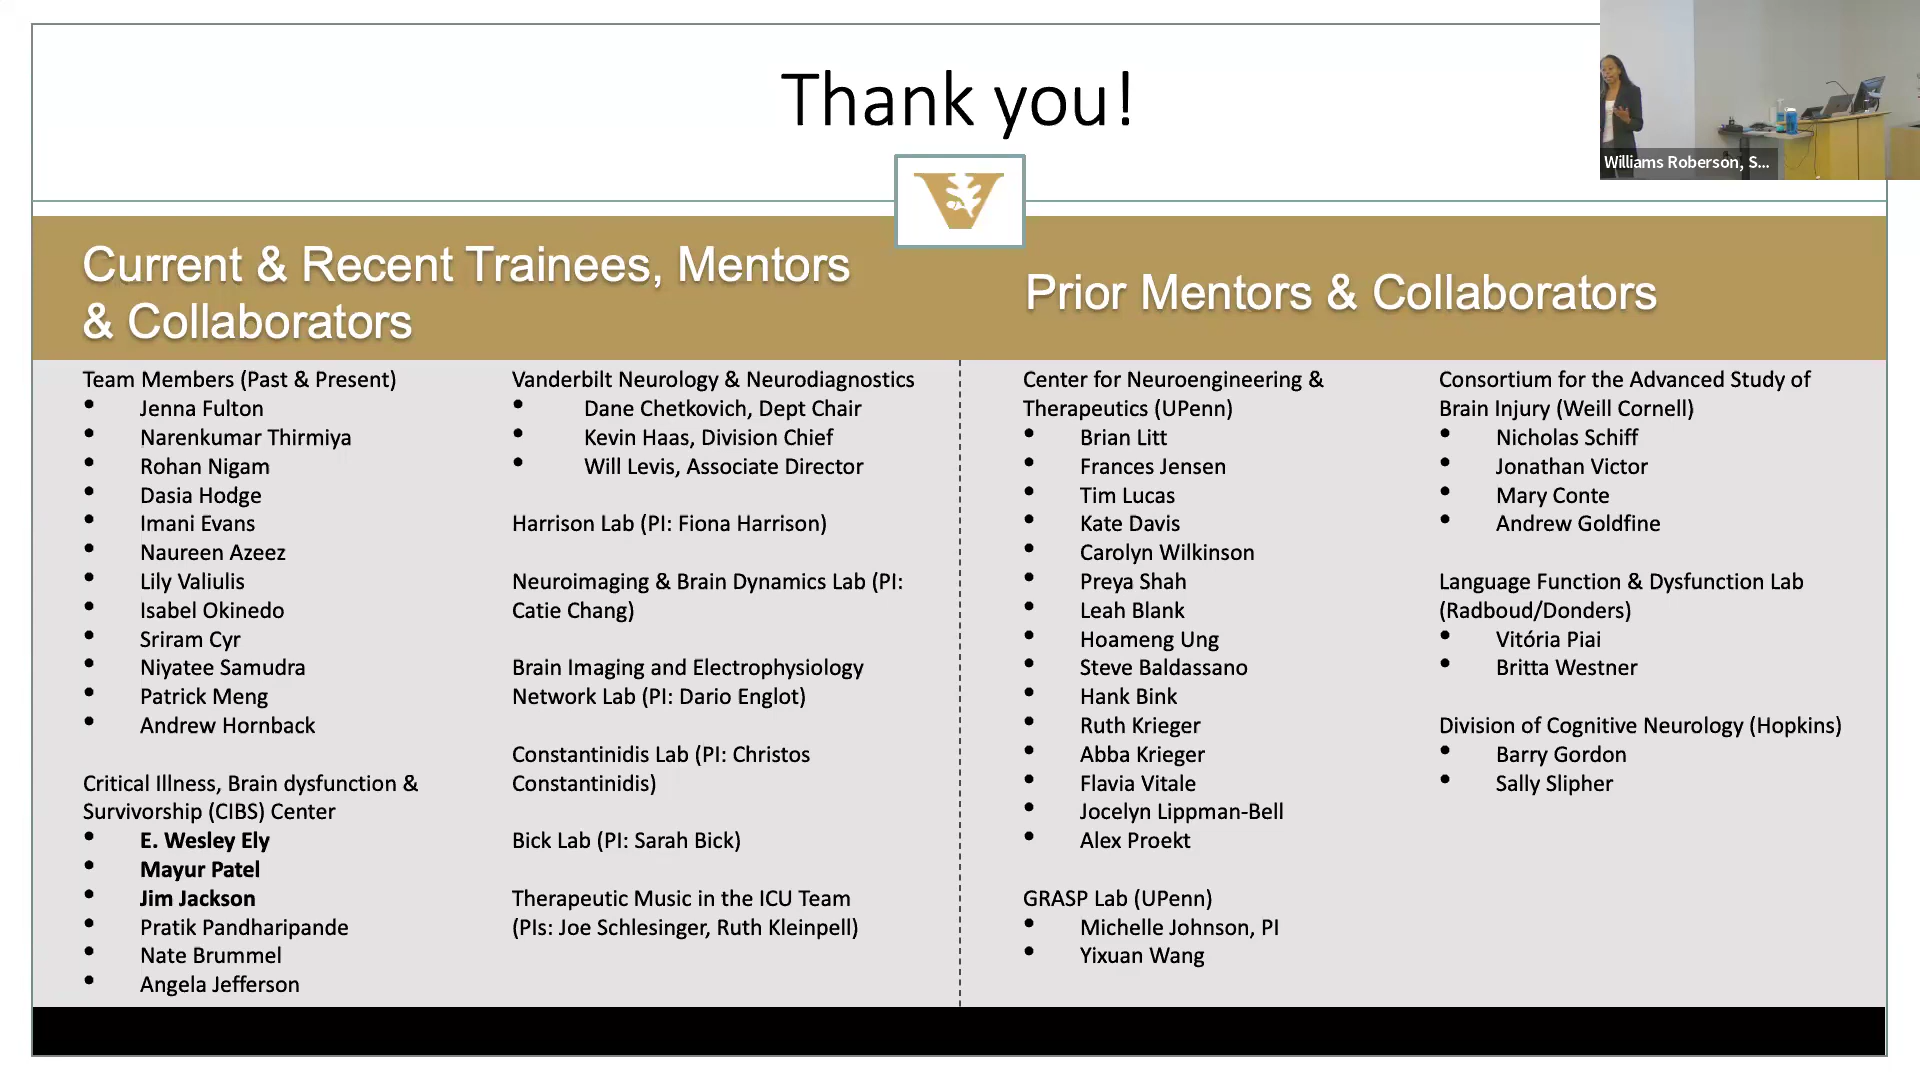 Thank you!
Williams Roberson, S...
Current & Recent Trainees, Mentors
& Collaborators
Team Members (Past & Present)
• Jenna Fulton
• Narenkumar Thirmiya
• Rohan Nigam
• Dasia Hodge
• Imani Evans
• Naureen Azeez
• Lily Valiulis
• Isabel Okinedo
• Sriram Cyr
• Niyatee Samudra
• Patrick Meng
• Andrew Hornback
Critical Illness, Brain dysfunction &
Survivorship (CIBS) Center
• E. Wesley Ely
• Mayur Patel
• Jim Jackson
• Pratik Pandharipande
• Nate Brummel
• Angela Jefferson
Vanderbilt Neurology & Neurodiagnostics
• Dane Chetkovich, Dept Chair
• Kevin Haas, Division Chief
• Will Levis, Associate Director
Harrison Lab (PI: Fiona Harrison)
Neuroimaging & Brain Dynamics Lab (PI:
Catie Chang)
Brain Imaging and Electrophysiology
Network Lab (PI: Dario Englot)
Constantinidis Lab (PI: Christos
Constantinidis)
Bick Lab (PI: Sarah Bick)
Therapeutic Music in the ICU Team
(PIs: Joe Schlesinger, Ruth Kleinpell)
Prior Mentors & Collaborators
Center for Neuroengineering &
Therapeutics (UPenn)
• Brian Litt
• Frances Jensen
• Tim Lucas
• Kate Davis
• Carolyn Wilkinson
• Preya Shah
• Leah Blank
• Hoameng Ung
• Steve Baldassano
• Hank Bink
• Ruth Krieger
• Abba Krieger
• Flavia Vitale
• Jocelyn Lippman-Bell
• Alex Proekt
GRASP Lab (UPenn)
• Michelle Johnson, PI
• Yixuan Wang
Consortium for the Advanced Study of
Brain Injury (Weill Cornell)
• Nicholas Schiff
• Jonathan Victor
• Mary Conte
• Andrew Goldfine
Language Function & Dysfunction Lab
(Radboud/Donders)
• Vitória Piai
• Britta Westner
Division of Cognitive Neurology (Hopkins)
• Barry Gordon
• Sally Slipher